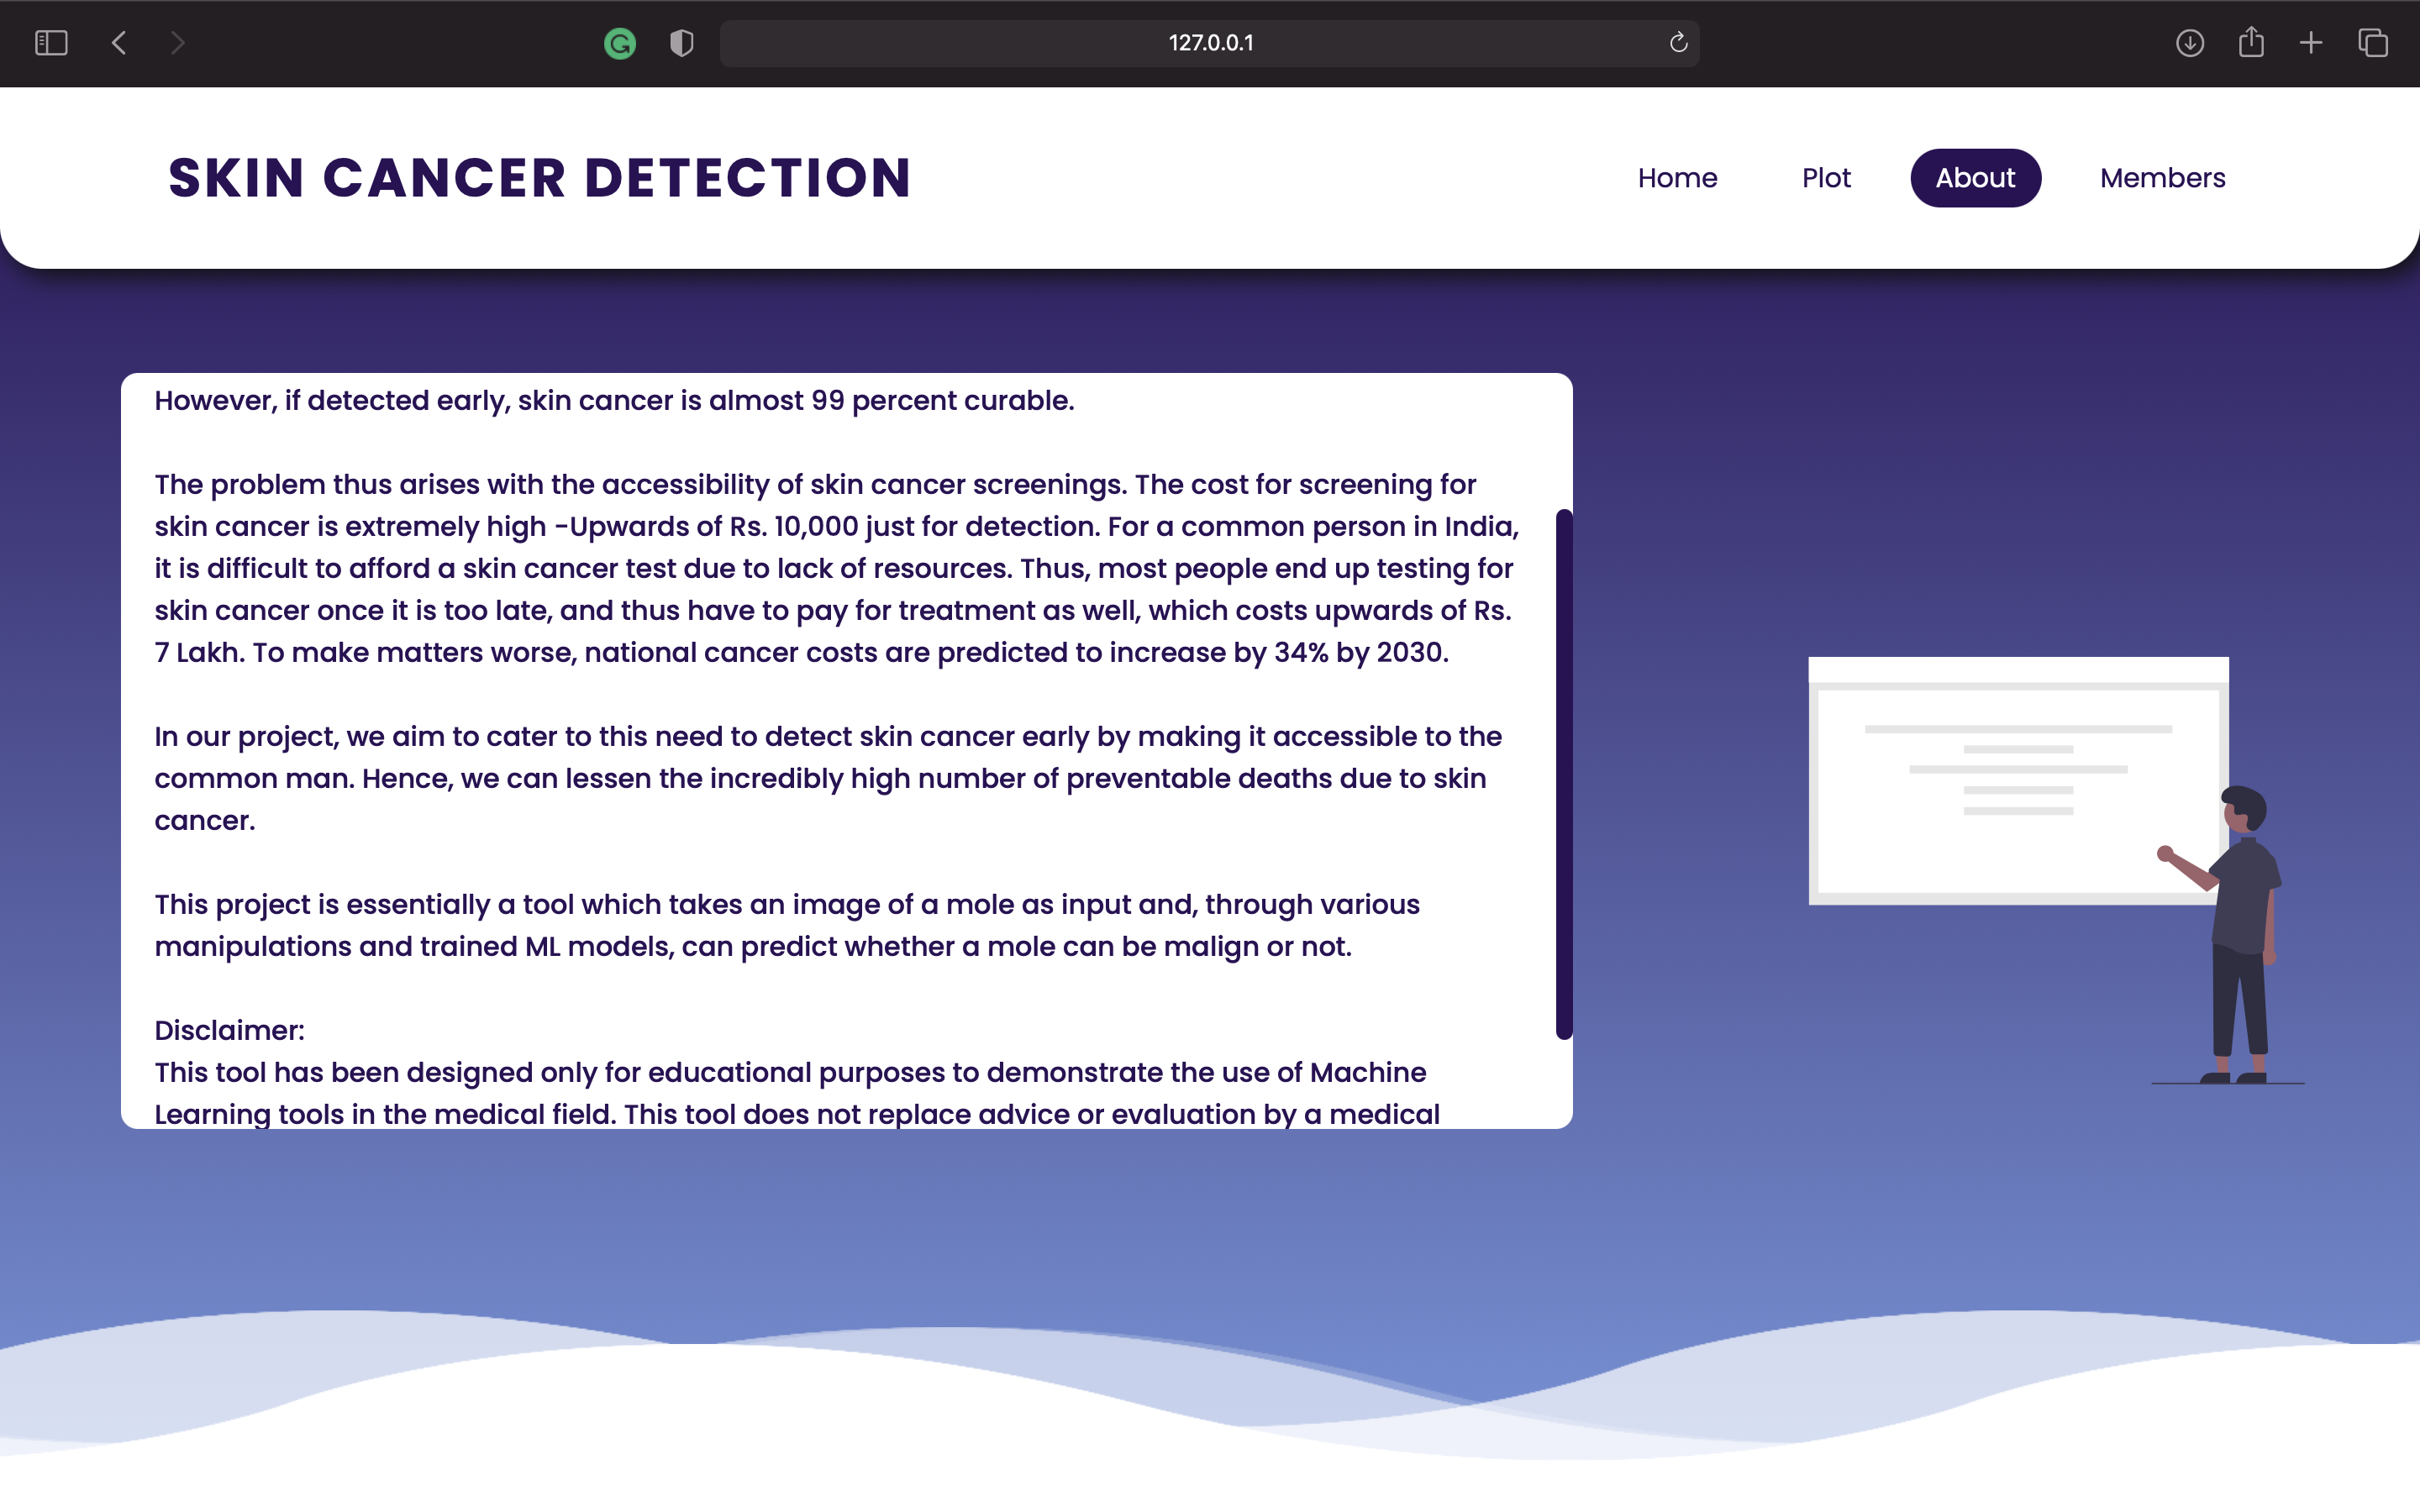 127.0.0.1
SKIN CANCER DETECTION
Home
Plot
About
Members
However, if detected early, skin cancer is almost 99 percent curable.
The problem thus arises with the accessibility of skin cancer screenings. The cost for screening for
skin cancer is extremely high -Upwards of Rs. 10,000 just for detection. For a common person in India,
it is difficult to afford a skin cancer test due to lack of resources. Thus, most people end up testing for
skin cancer once it is too late, and thus have to pay for treatment as well, which costs upwards of Rs.
7 Lakh. To make matters worse, national cancer costs are predicted to increase by 34% by 2030.
In our project, we aim to cater to this need to detect skin cancer early by making it accessible to the
common man. Hence, we can lessen the incredibly high number of preventable deaths due to skin
cancer.
This project is essentially a tool which takes an image of a mole as input and, through various
manipulations and trained ML models, can predict whether a mole can be malign or not.
Disclaimer:
This tool has been designed only for educational purposes to demonstrate the use of Machine
Learning tools in the medical field. This tool does not replace advice or evaluation by a medical